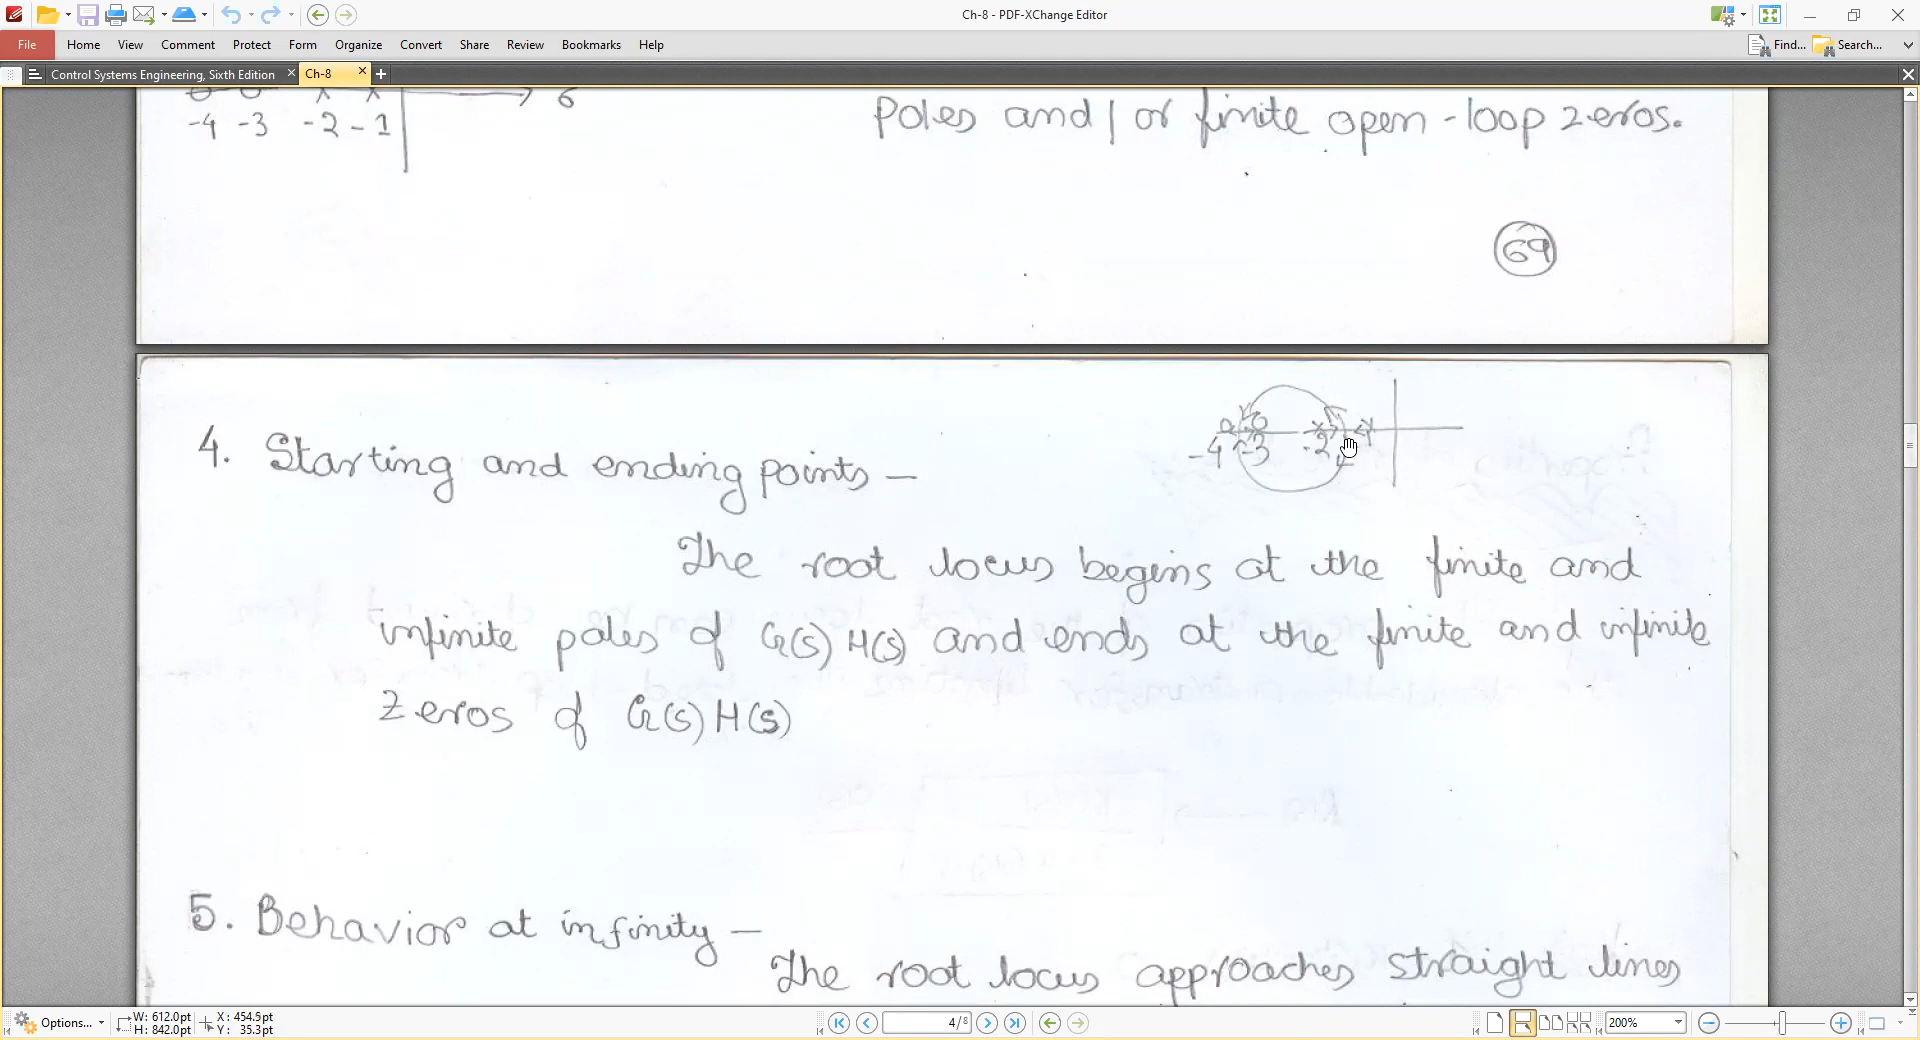 Ch-8 - PDF-XChange Editor
File Home View Comment Protect Form Organize Convert Share Review Bookmarks Help Find... Search...
Control Systems Engineering, Sixth Edition Ch-8
-4 -3 -2 -1 σ
Poles and / or finite open-loop zeros.
69
-4 -3 -2
4. Starting and ending points –
The root locus begins at the finite and
infinite poles of G(s) H(s) and ends at the finite and infinite
zeros of G(s) H(s)
5. Behavior at infinity –
The root locus approaches straight lines
Options... W: 612.0pt X: 454.5pt
H: 842.0pt Y: 35.3pt
4/8 200%